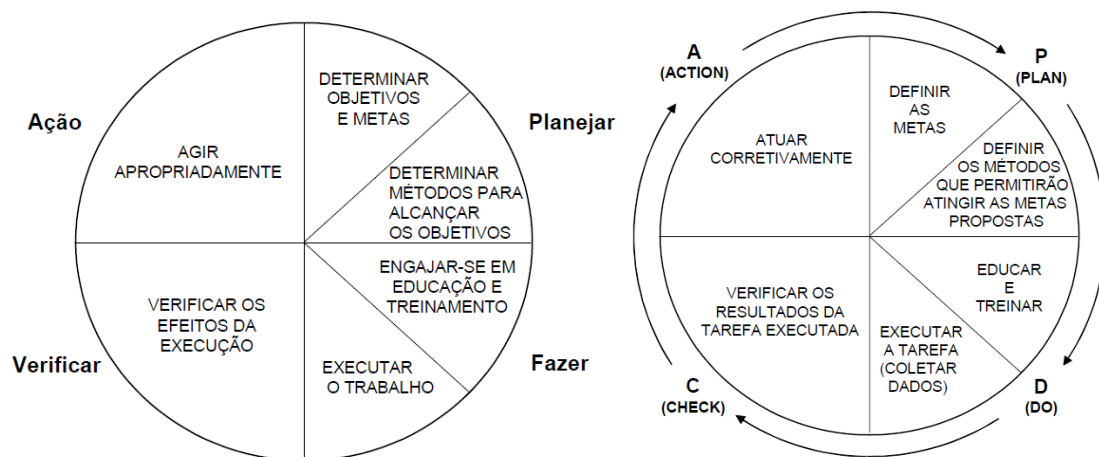 Ação
AGIR
APROPRIADAMENTE
DETERMINAR
OBJETIVOS
E METAS
Planejar
DETERMINAR
MÉTODOS PARA
ALCANÇAR
OS OBJETIVOS
ENGAJAR-SE EM
EDUCAÇÃO E
TREINAMENTO
Fazer
EXECUTAR
O TRABALHO
VERIFICAR OS
EFEITOS DA
EXECUÇÃO
Verificar
A
(ACTION)
ATUAR
CORRETIVAMENTE
P
(PLAN)
DEFINIR
AS
METAS
DEFINIR
OS MÉTODOS
QUE PERMITIRÃO
ATINGIR AS METAS
PROPOSTAS
EDUCAR
E
TREINAR
D
(DO)
EXECUTAR
A TAREFA
(COLETAR
DADOS)
VERIFICAR OS
RESULTADOS DA
TAREFA EXECUTADA
C
(CHECK)